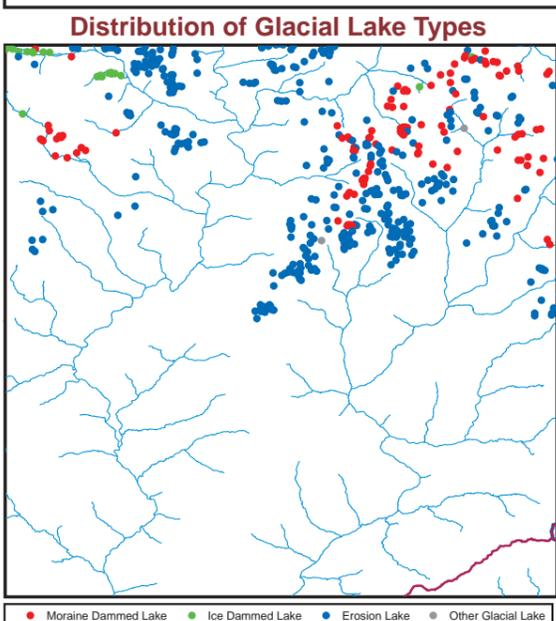 Distribution of Glacial Lake Types
Moraine Dammed Lake Ice Dammed Lake Erosion Lake Other Glacial Lake